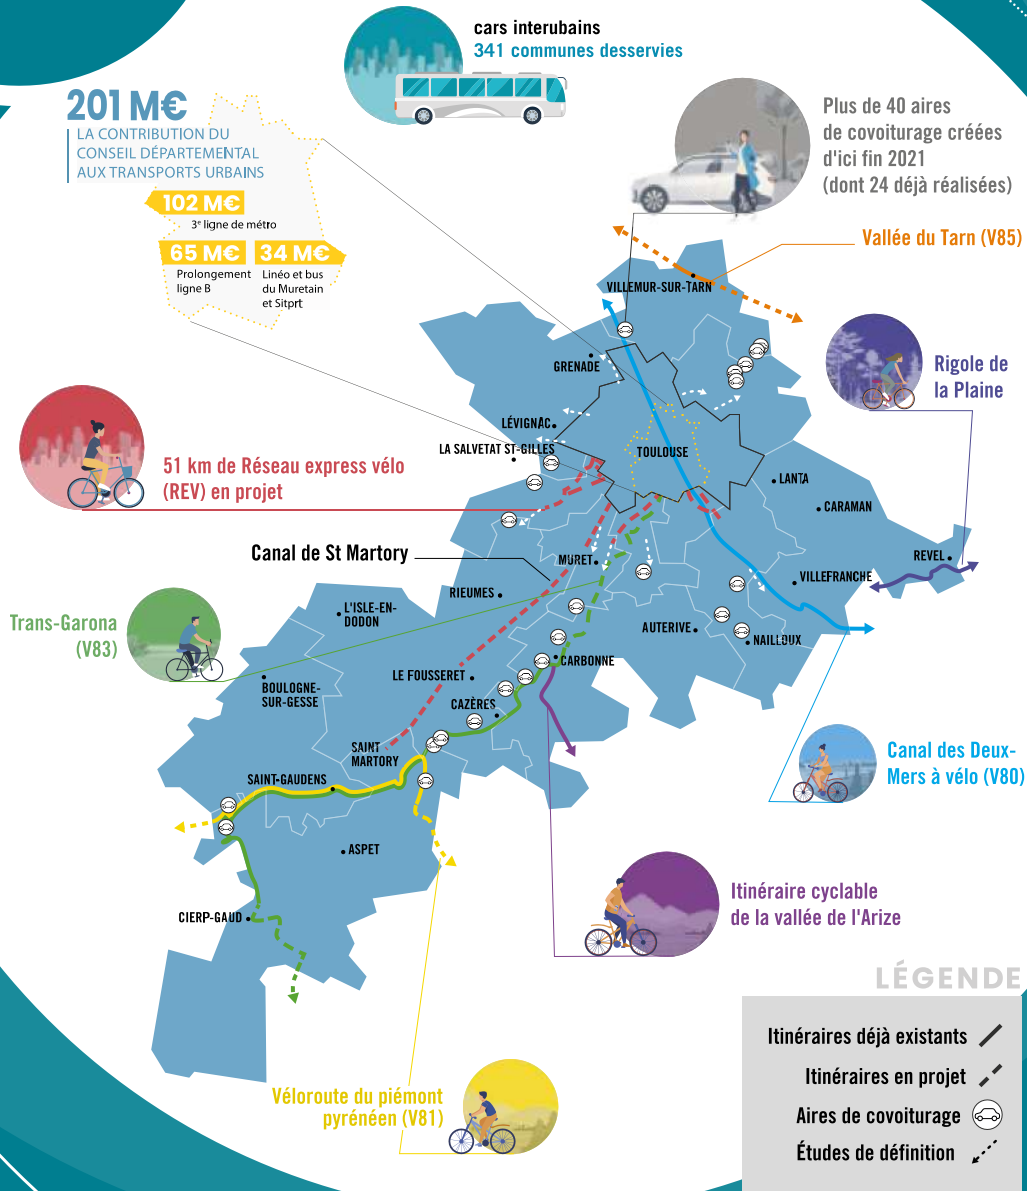 cars interubains
341 communes desservies
201 M€
LA CONTRIBUTION DU
CONSEIL DÉPARTEMENTAL
AUX TRANSPORTS URBAINS
102 M€
3e ligne de métro
65 M€
Prolongement
ligne B
34 M€
Linéo et bus
du Muretain
et Sitprt
Plus de 40 aires
de covoiturage créées
d'ici fin 2021
(dont 24 déjà réalisées)
Vallée du Tarn (V85)
VILLEMUR-SUR-TARN
Rigole de
la Plaine
GRENADE
LÉVIGNAC
LA SALVETAT ST-GILLES
TOULOUSE
51 km de Réseau express vélo
(REV) en projet
LANTA
CARAMAN
Canal de St Martory
MURET
REVEL
VILLEFRANCHE
RIEUMES
L'ISLE-EN-
DODON
Trans-Garona
(V83)
AUTERIVE
NAILLOUX
CARBONNE
LE FOUSSERET
BOULOGNE-
SUR-GESSE
CAZÈRES
SAINT
MARTORY
SAINT-GAUDENS
Canal des Deux-
Mers à vélo (V80)
ASPET
Itinéraire cyclable
de la vallée de l'Arize
CIERP-GAUD
Véloroute du piémont
pyrénéen (V81)
LÉGENDE
Itinéraires déjà existants
Itinéraires en projet
Aires de covoiturage
Études de définition